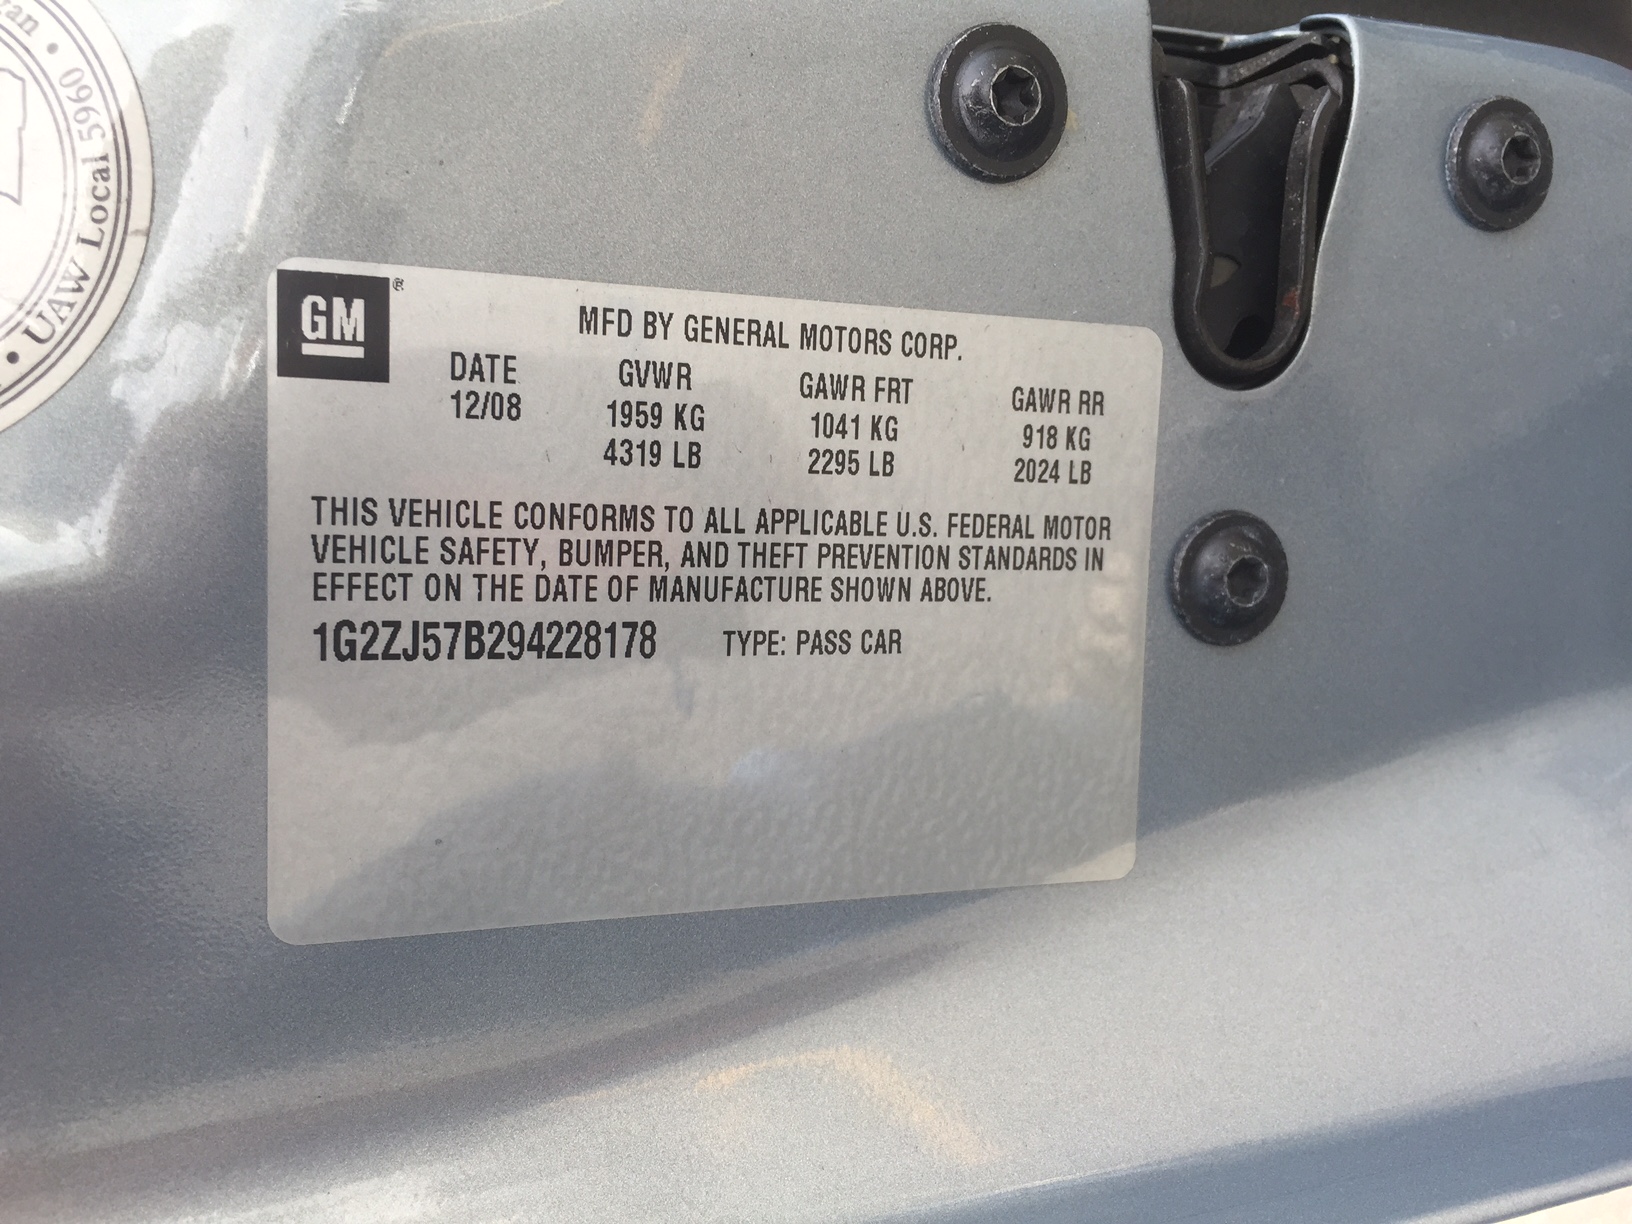 UAW Local 5960
GM ®
MFD BY GENERAL MOTORS CORP.
DATE GVWR GAWR FRT GAWR RR
12/08 1959 KG 1041 KG 918 KG
4319 LB 2295 LB 2024 LB
THIS VEHICLE CONFORMS TO ALL APPLICABLE U.S. FEDERAL MOTOR
VEHICLE SAFETY, BUMPER, AND THEFT PREVENTION STANDARDS IN
EFFECT ON THE DATE OF MANUFACTURE SHOWN ABOVE.
1G2ZJ57B294228178 TYPE: PASS CAR